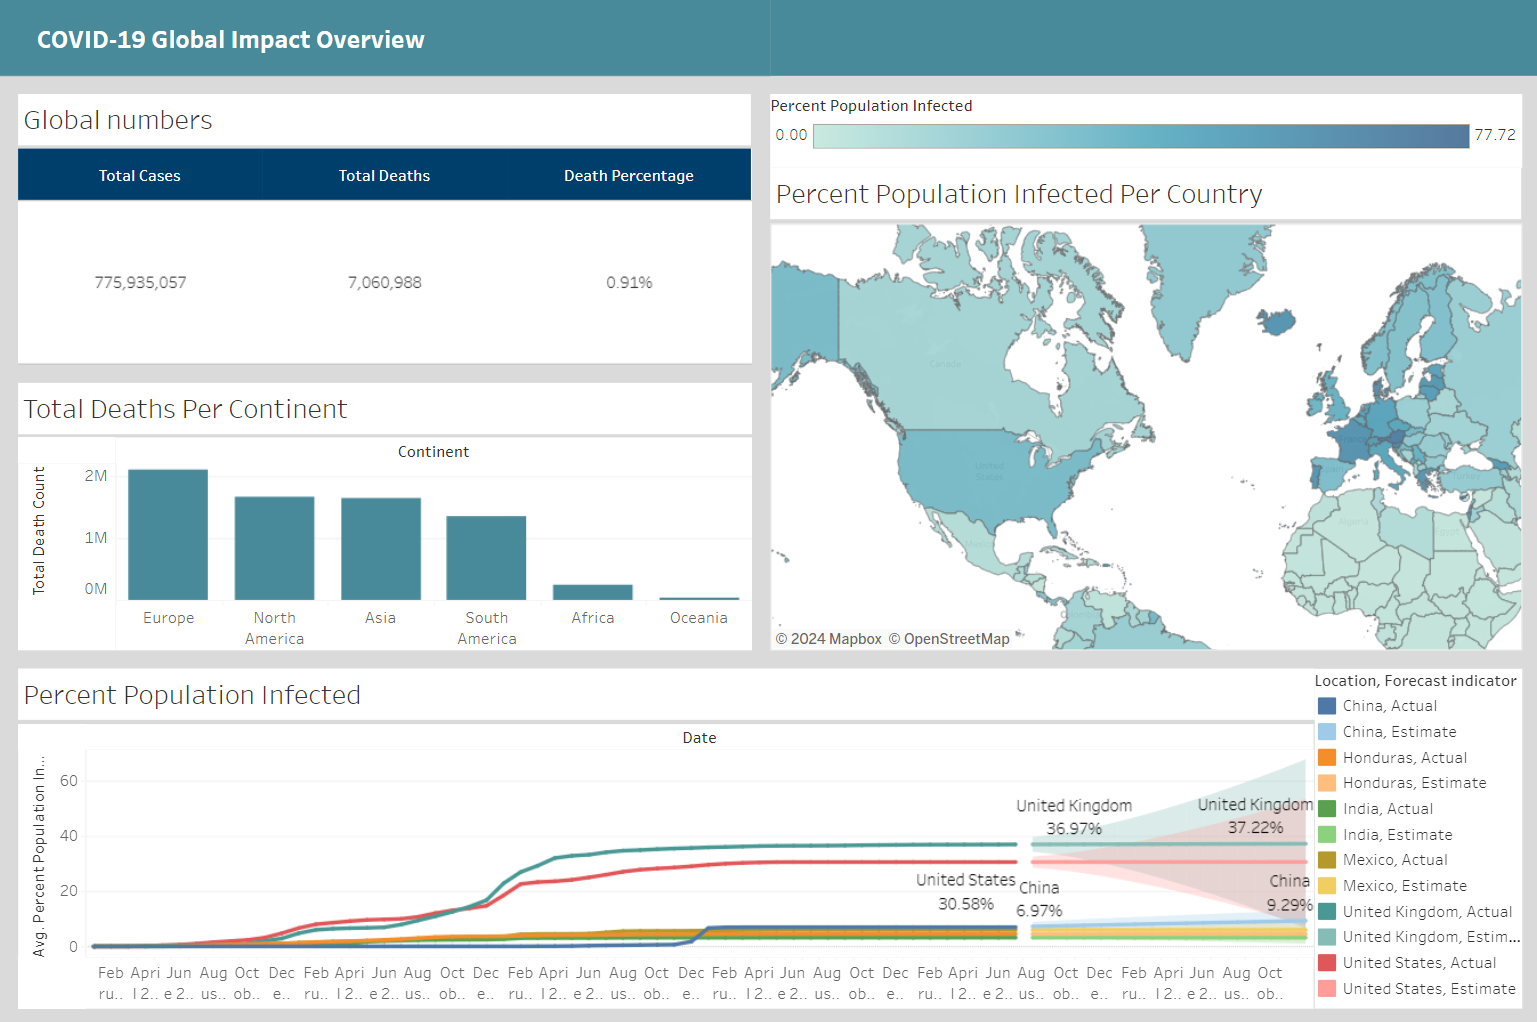 COVID-19 Global Impact Overview
Global numbers
Total Cases Total Deaths Death Percentage
775,935,057 7,060,988 0.91%
Total Deaths Per Continent
Continent
Total Death Count
2M
1M
0M
Europe North America Asia South America Africa Oceania
Percent Population Infected
0.00 77.72
Percent Population Infected Per Country
Canada
United States
Mexico
France
Algeria
Egypt
© 2024 Mapbox © OpenStreetMap
Percent Population Infected
Date
Avg. Percent Population In...
60
40
20
0
United Kingdom
36.97%
United Kingdom
37.22%
United States
30.58%
China
6.97%
China
9.29%
Feb Apri Jun Aug Oct Dec Feb Apri Jun Aug Oct Dec Feb Apri Jun Aug Oct Dec Feb Apri Jun Aug Oct Dec Feb Apri Jun Aug Oct Dec Feb Apri Jun Aug Oct
ru.. l 2.. e 2.. us.. ob.. e.. ru.. l 2.. e 2.. us.. ob.. e.. ru.. l 2.. e 2.. us.. ob.. e.. ru.. l 2.. e 2.. us.. ob.. e.. ru.. l 2.. e 2.. us.. ob..
Location, Forecast indicator
China, Actual
China, Estimate
Honduras, Actual
Honduras, Estimate
India, Actual
India, Estimate
Mexico, Actual
Mexico, Estimate
United Kingdom, Actual
United Kingdom, Estim...
United States, Actual
United States, Estimate